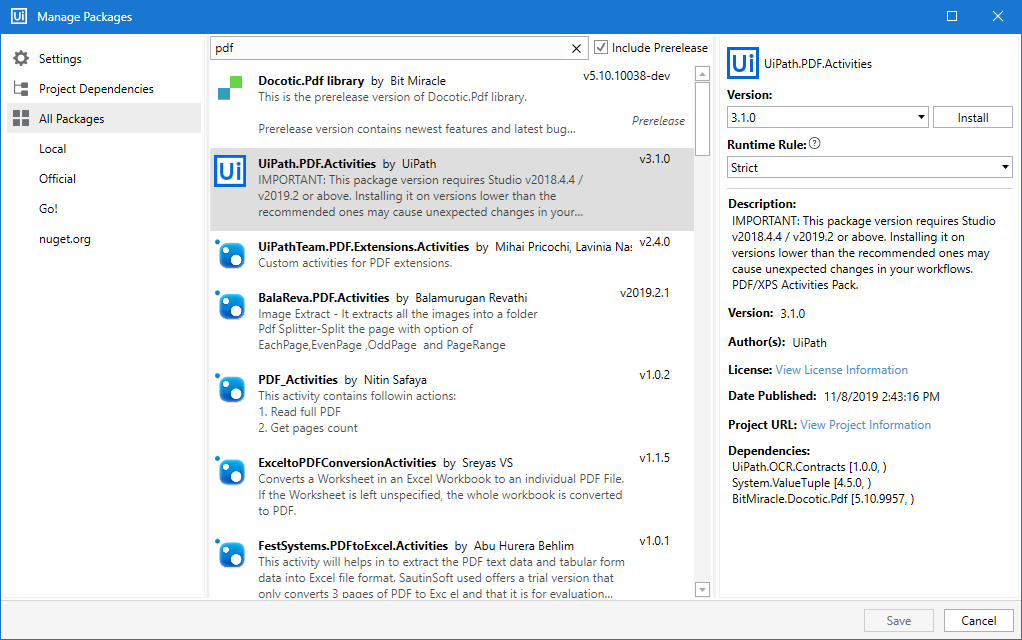 Ui Manage Packages
Settings
Project Dependencies
All Packages
Local
Official
Go!
nuget.org
pdf
Include Prerelease
Docotic.Pdf library by Bit Miracle v5.10.10038-dev
This is the prerelease version of Docotic.Pdf library.
Prerelease
Prerelease version contains newest features and latest bug...
UiPath.PDF.Activities by UiPath v3.1.0
Ui
IMPORTANT: This package version requires Studio v2018.4.4 /
v2019.2 or above. Installing it on versions lower than the
recommended ones may cause unexpected changes in your...
UiPathTeam.PDF.Extensions.Activities by Mihai Pricochi, Lavinia Nas v2.4.0
Custom activities for PDF extensions.
BalaReva.PDF.Activities by Balamurugan Revathi v2019.2.1
Image Extract - It extracts all the images into a folder
Pdf Splitter-Split the page with option of
EachPage,EvenPage ,OddPage and PageRange
PDF_Activities by Nitin Safaya v1.0.2
This activity contains followin actions:
1. Read full PDF
2. Get pages count
ExceltoPDFConversionActivities by Sreyas VS v1.1.5
Converts a Worksheet in an Excel Workbook to an individual PDF File.
If the Worksheet is left unspecified, the whole workbook is converted
to PDF.
FestSystems.PDFtoExcel.Activities by Abu Hurera Behlim v1.0.1
This activity will helps in to extract the PDF text data and tabular form
data into Excel file format. SautinSoft used offers a trial version that
only converts 3 pages of PDF to Exc el and that it is for evaluation...
Ui UiPath.PDF.Activities
Version:
3.1.0 Install
Runtime Rule: ?
Strict
Description:
IMPORTANT: This package version requires Studio
v2018.4.4 / v2019.2 or above. Installing it on
versions lower than the recommended ones may
cause unexpected changes in your workflows.
PDF/XPS Activities Pack.
Version: 3.1.0
Author(s): UiPath
License: View License Information
Date Published: 11/8/2019 2:43:16 PM
Project URL: View Project Information
Dependencies:
UiPath.OCR.Contracts [1.0.0, )
System.ValueTuple [4.5.0, )
BitMiracle.Docotic.Pdf [5.10.9957, )
Save Cancel